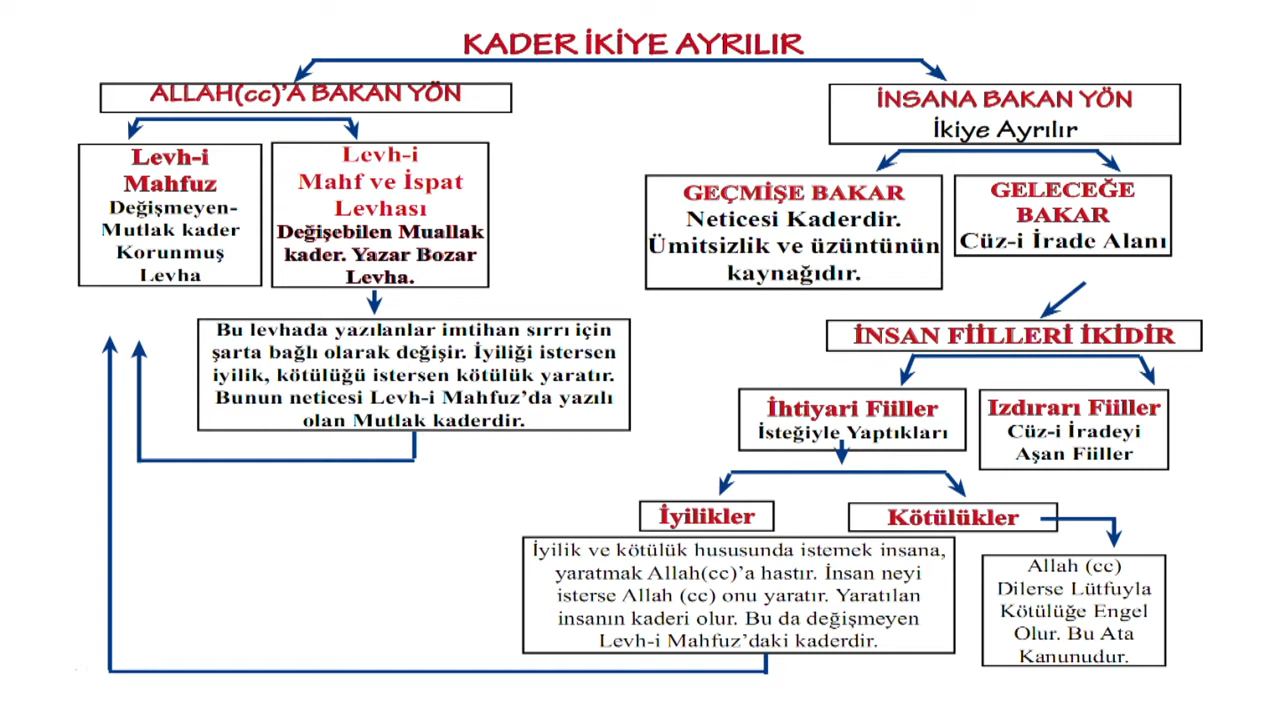 KADER İKİYE AYRILIR
ALLAH(cc)'A BAKAN YÖN
Levh-i
Mahfuz
Değişmeyen-
Mutlak kader
Korunmuş
Levha
Levh-i
Mahf ve İspat
Levhası
Değişebilen Muallak
kader. Yazar Bozar
Levha.
Bu levhada yazılanlar imtihan sırrı için
şarta bağlı olarak değişir. İyiliği istersen
iyilik, kötülüğü istersen kötülük yaratır.
Bunun neticesi Levh-i Mahfuz'da yazılı
olan Mutlak kaderdir.
İNSANA BAKAN YÖN
İkiye Ayrılır
GEÇMİŞE BAKAR
Neticesi Kaderdir.
Ümitsizlik ve üzüntünün
kaynağıdır.
GELECEĞE
BAKAR
Cüz-i İrade Alanı
İNSAN FİİLLERİ İKİDİR
İhtiyari Fiiller
İsteğiyle Yaptıkları
Izdırarı Fiiller
Cüz-i İradeyi
Aşan Fiiller
İyilikler
Kötülükler
İyilik ve kötülük hususunda istemek insana,
yaratmak Allah(cc)'a hastır. İnsan neyi
isterse Allah (cc) onu yaratır. Yaratılan
insanın kaderi olur. Bu da değişmeyen
Levh-i Mahfuz'daki kaderdir.
Allah (cc)
Dilerse Lütfuyla
Kötülüğe Engel
Olur. Bu Ata
Kanunudur.